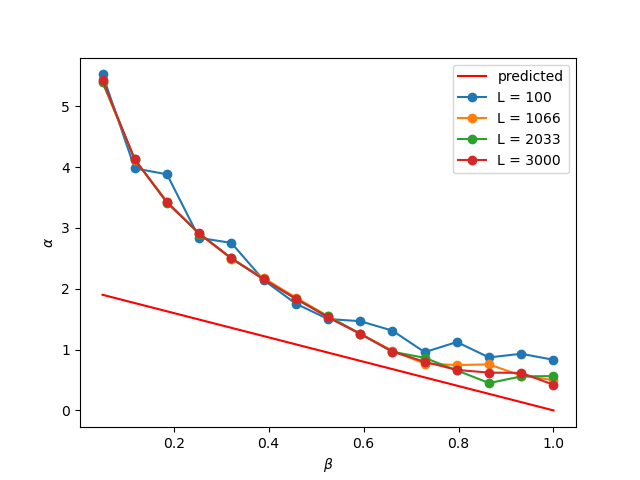 predicted
L = 100
L = 1066
L = 2033
L = 3000
5
4
3
2
1
0
α
0.2 0.4 0.6 0.8 1.0
β